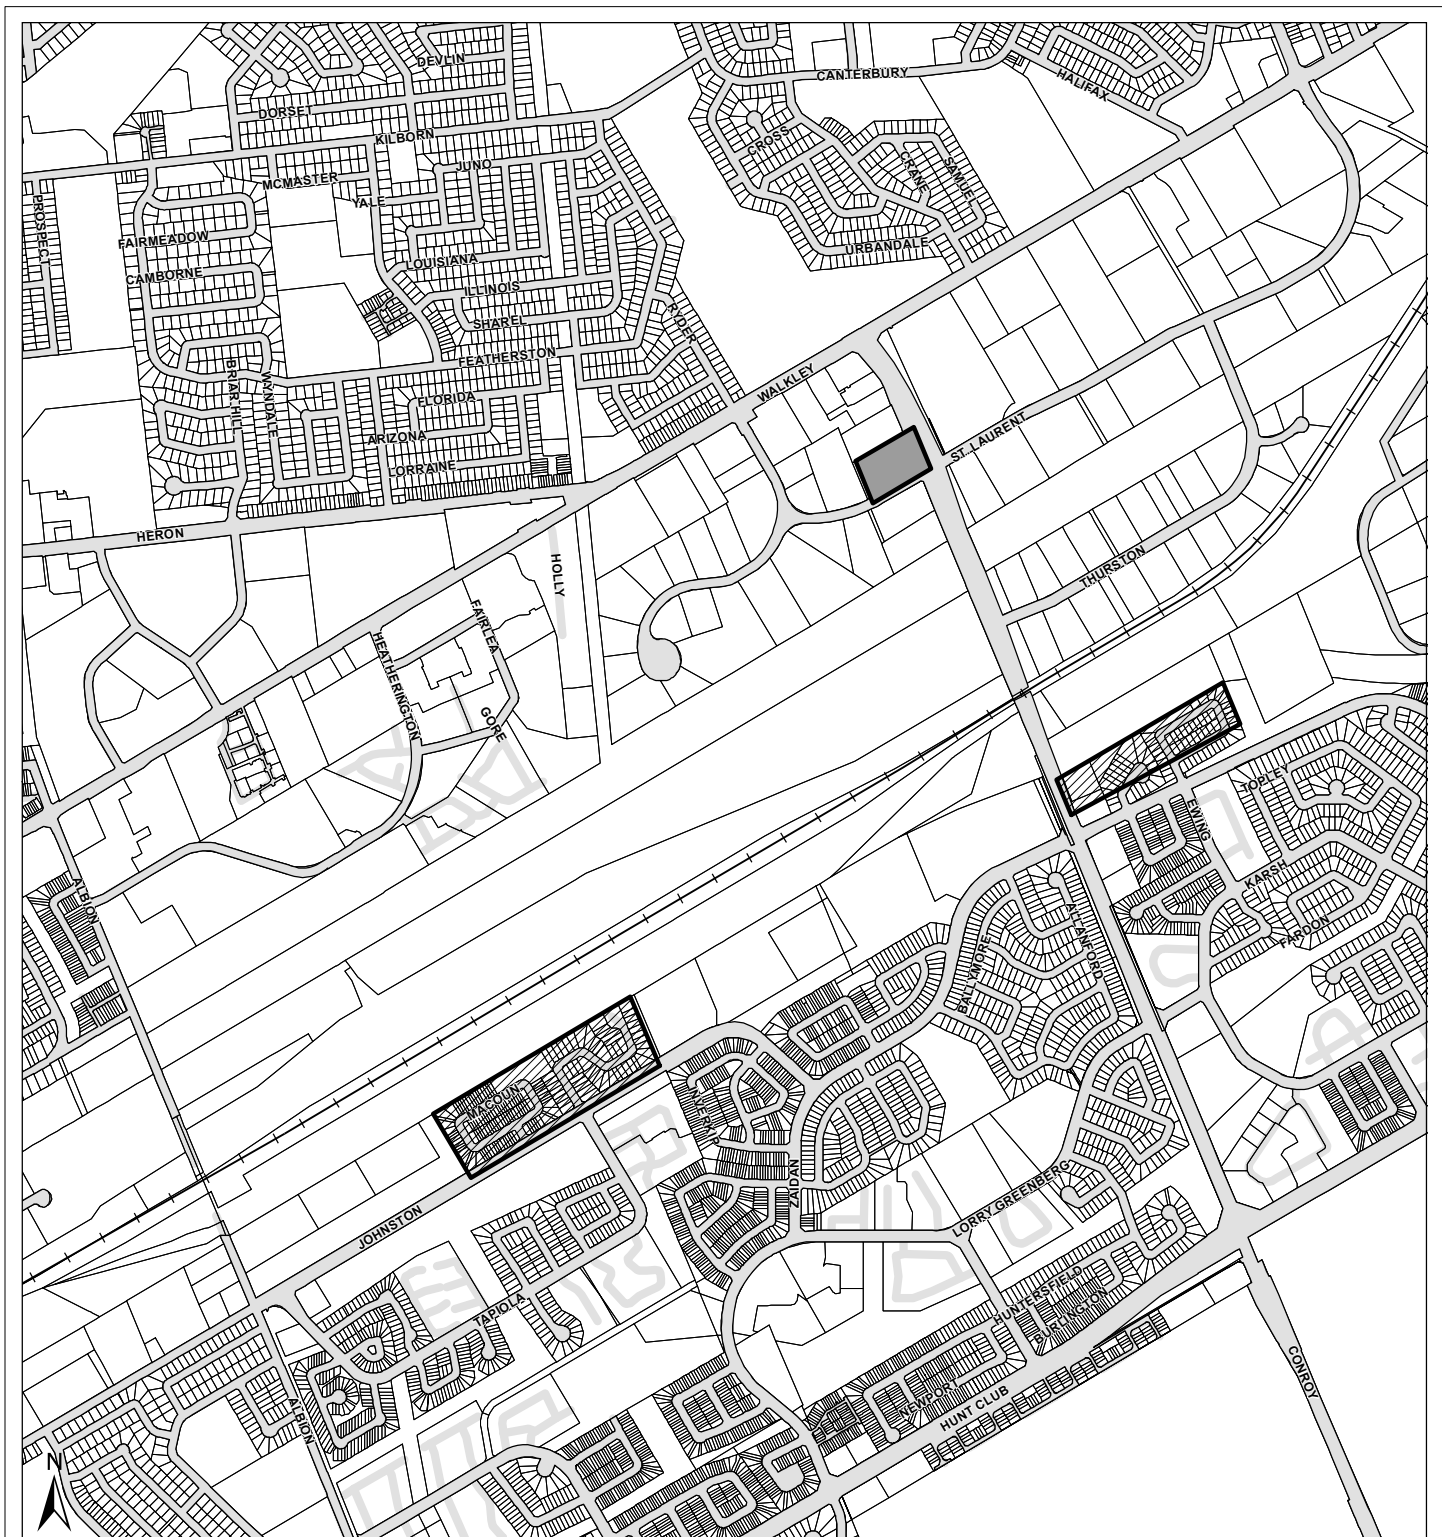 DEVLIN
CANTERBURY
HALIFAX
DORSET
KILBORN
CROSS
JUNO
CRANE
SAMUEL
MCMASTER
YALE
PROSPECT
FAIRMEADOW
URBANDALE
LOUISIANA
CAMBORNE
ILLINOIS
SHAREL
RYDER
FEATHERSTON
BRIAR HILL
WYNDALE
WALKLEY
FLORIDA
ST. LAURENT
ARIZONA
LORRAINE
HERON
HOLLY
THURSTON
FAIRLEA
HEATHERINGTON
GORE
TOPLEY
EWING
KARSH
ALBION
ALLANFORD
FARDON
BALLYMORE
MACOUN
ZAIDAN
LORRY GREENBERG
JOHNSTON
HUNTERSFIELD
TAPIOLA
BURLINGTON
CONROY
NEWPORT
HUNT CLUB
ALBION
N